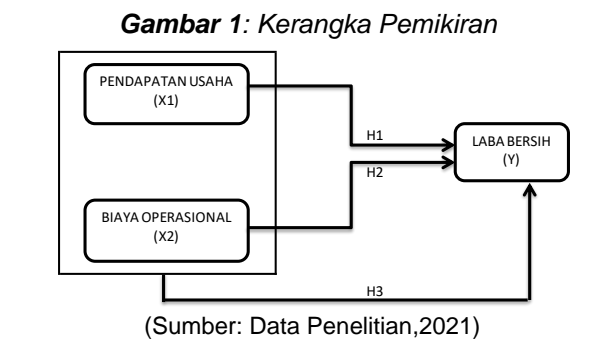 Gambar 1: Kerangka Pemikiran
PENDAPATAN USAHA
(X1)
H1
LABA BERSIH
(Y)
H2
BIAYA OPERASIONAL
(X2)
H3
(Sumber: Data Penelitian,2021)